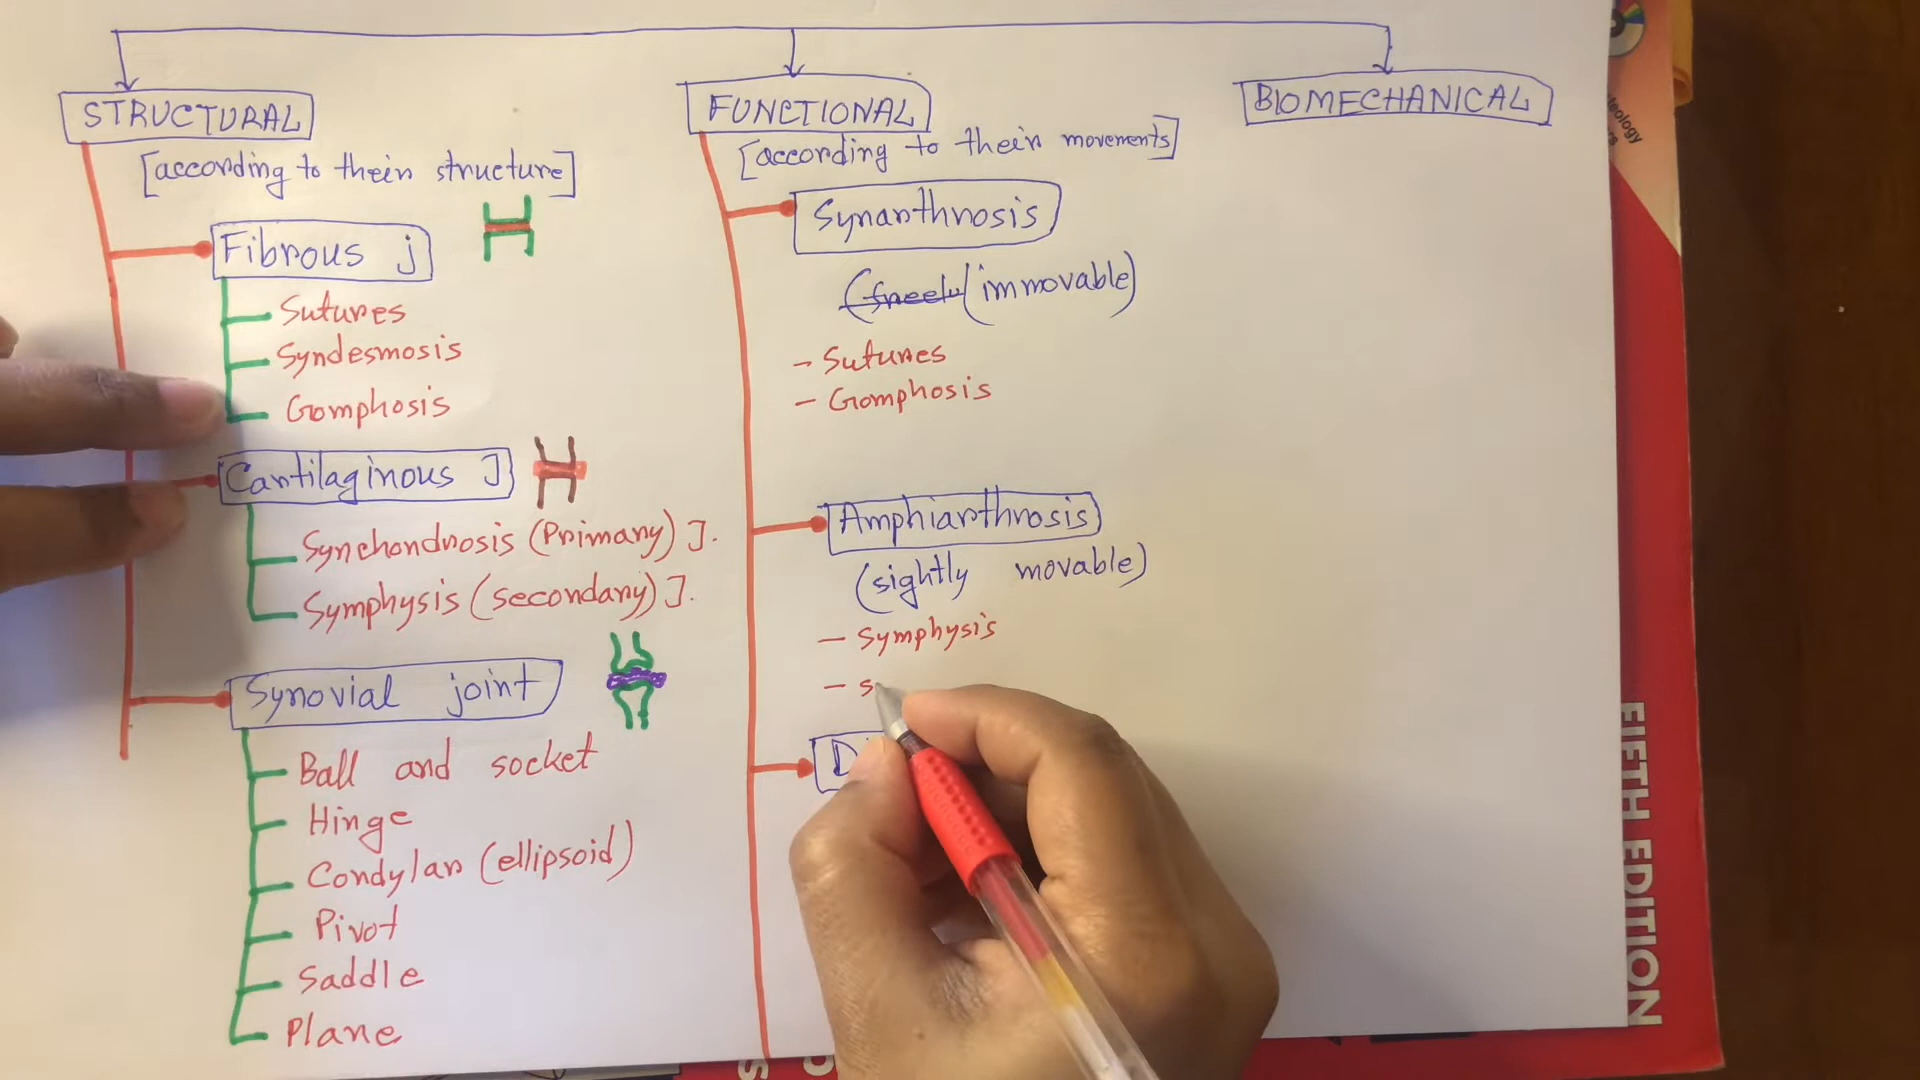 STRUCTURAL
[according to their structure]
Fibrous j
Sutures
Syndesmosis
Gomphosis
Cartilaginous J
Synchondrosis (Primary) J.
Symphysis (secondary) J.
Synovial joint
Ball and socket
Hinge
Condylar (ellipsoid)
Pivot
Saddle
Plane
FUNCTIONAL
[according to their movements]
Synarthrosis
(freely (immovable)
- Sutures
- Gomphosis
Amphiarthrosis
(sightly movable)
- Symphysis
- s
D
BIOMECHANICAL
FIFTH EDITION